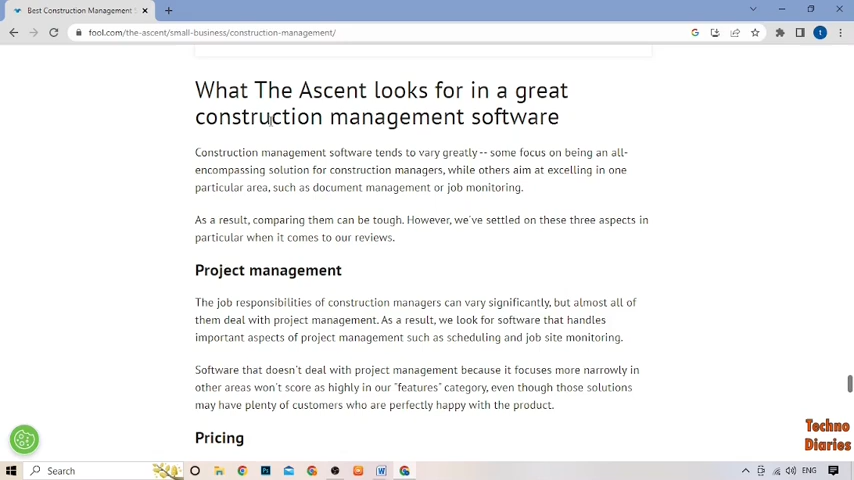 Best Construction Management
fool.com/the-ascent/small-business/construction-management/
t
What The Ascent looks for in a great
construction management software
Construction management software tends to vary greatly -- some focus on being an all-
encompassing solution for construction managers, while others aim at excelling in one
particular area, such as document management or job monitoring.
As a result, comparing them can be tough. However, we've settled on these three aspects in
particular when it comes to our reviews.
Project management
The job responsibilities of construction managers can vary significantly, but almost all of
them deal with project management. As a result, we look for software that handles
important aspects of project management such as scheduling and job site monitoring.
Software that doesn't deal with project management because it focuses more narrowly in
other areas won't score as highly in our "features" category, even though those solutions
may have plenty of customers who are perfectly happy with the product.
Pricing
Techno
Diaries
Search
ENG